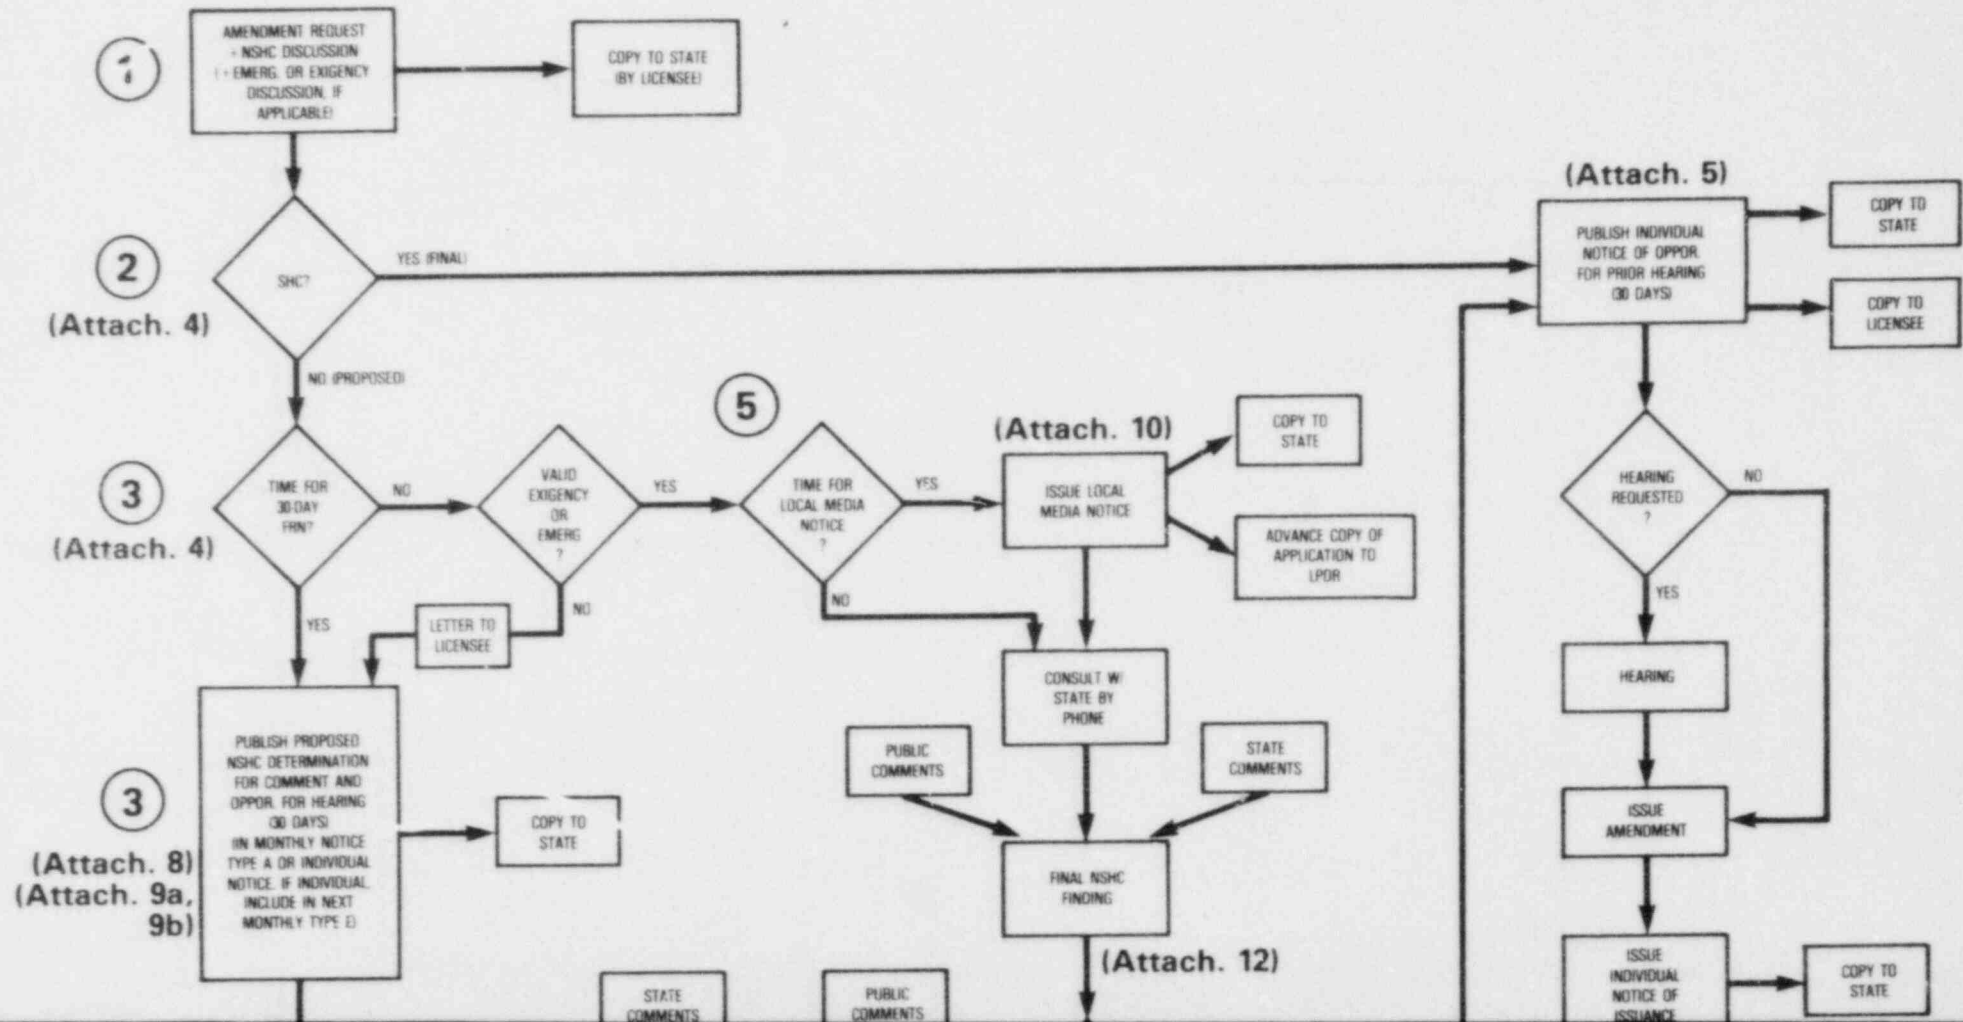 1
AMENDMENT REQUEST
+ NSHC DISCUSSION
( + EMERG. OR EXIGENCY
DISCUSSION, IF
APPLICABLE)
COPY TO STATE
(BY LICENSEE)
2
(Attach. 4)
SHC?
YES (FINAL)
NO (PROPOSED)
(Attach. 5)
PUBLISH INDIVIDUAL
NOTICE OF OPPOR.
FOR PRIOR HEARING
(30 DAYS)
COPY TO
STATE
COPY TO
LICENSEE
3
(Attach. 4)
TIME FOR
30-DAY
FRN?
NO
YES
VALID
EXIGENCY
OR
EMERG
?
YES
NO
LETTER TO
LICENSEE
5
TIME FOR
LOCAL MEDIA
NOTICE
?
YES
NO
(Attach. 10)
ISSUE LOCAL
MEDIA NOTICE
COPY TO
STATE
ADVANCE COPY OF
APPLICATION TO
LPDR
HEARING
REQUESTED
?
NO
YES
HEARING
ISSUE
AMENDMENT
ISSUE
INDIVIDUAL
NOTICE OF
ISSUANCE
COPY TO
STATE
CONSULT W/
STATE BY
PHONE
PUBLIC
COMMENTS
STATE
COMMENTS
FINAL NSHC
FINDING
(Attach. 12)
3
(Attach. 8)
(Attach. 9a,
9b)
PUBLISH PROPOSED
NSHC DETERMINATION
FOR COMMENT AND
OPPOR. FOR HEARING
(30 DAYS)
(IN MONTHLY NOTICE
TYPE A OR INDIVIDUAL
NOTICE. IF INDIVIDUAL,
INCLUDE IN NEXT
MONTHLY TYPE E)
COPY TO
STATE
STATE
COMMENTS
PUBLIC
COMMENTS